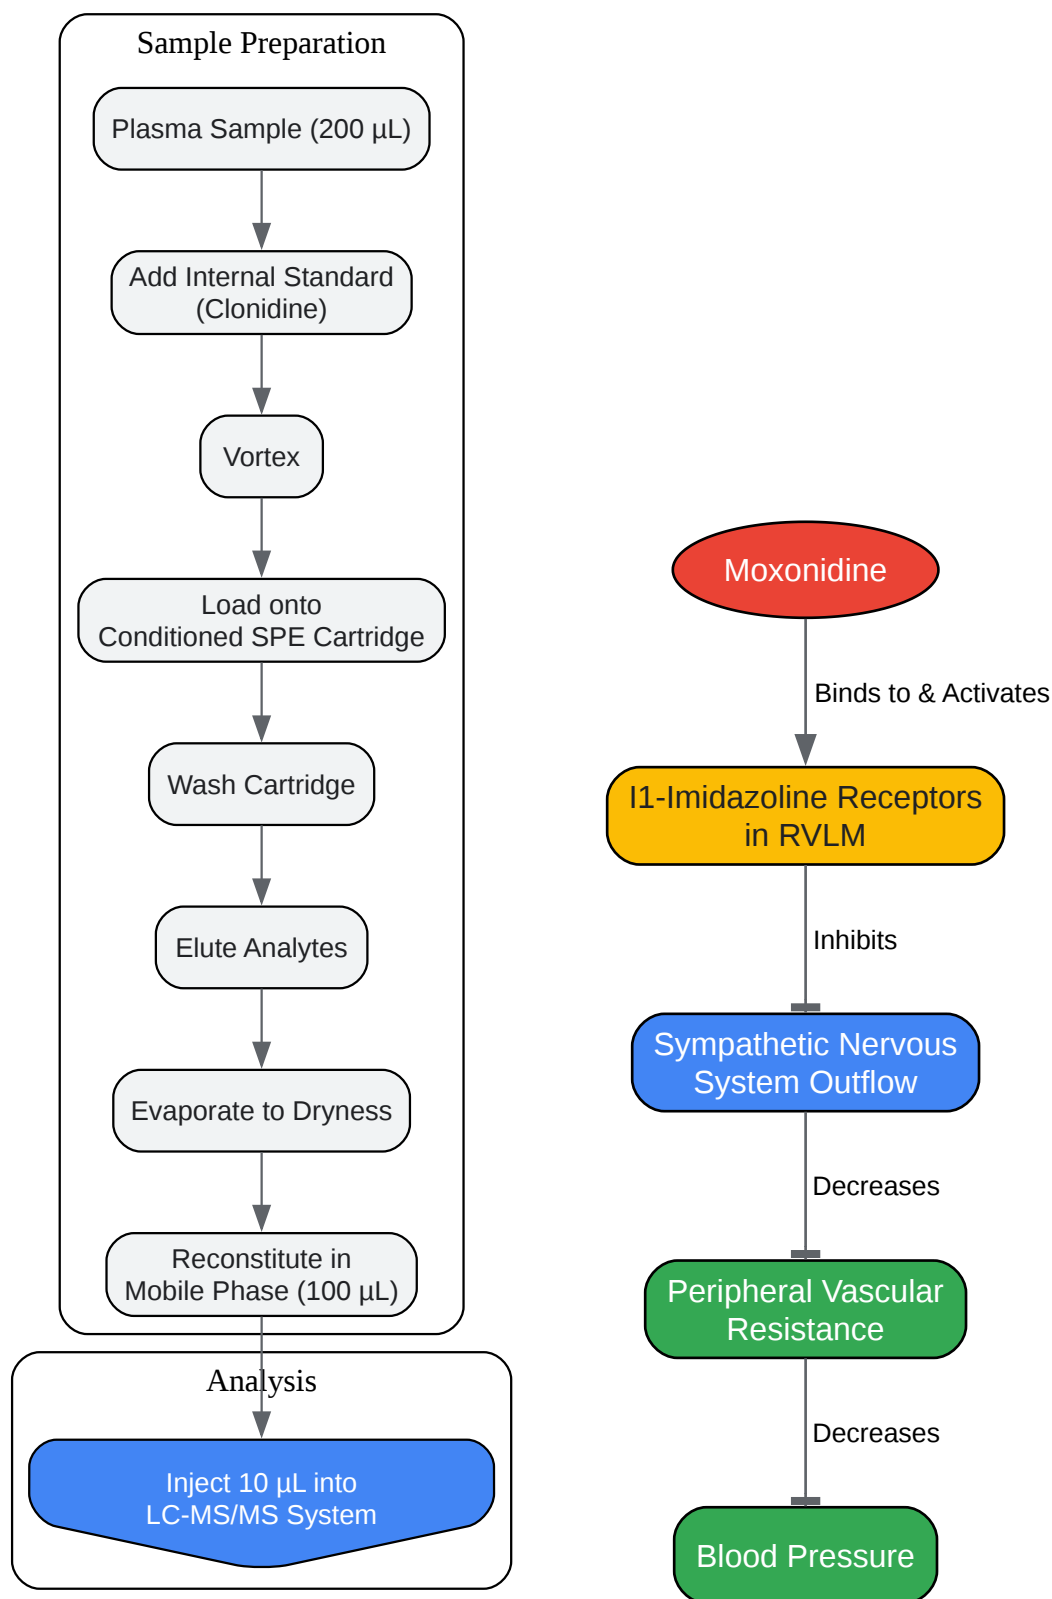 Sample Preparation
Plasma Sample (200 µL)
Add Internal Standard
(Clonidine)
Vortex
Load onto
Conditioned SPE Cartridge
Wash Cartridge
Elute Analytes
Evaporate to Dryness
Reconstitute in
Mobile Phase (100 µL)
Analysis
Inject 10 µL into
LC-MS/MS System
Moxonidine
Binds to & Activates
I1-Imidazoline Receptors
in RVLM
Inhibits
Sympathetic Nervous
System Outflow
Decreases
Peripheral Vascular
Resistance
Decreases
Blood Pressure